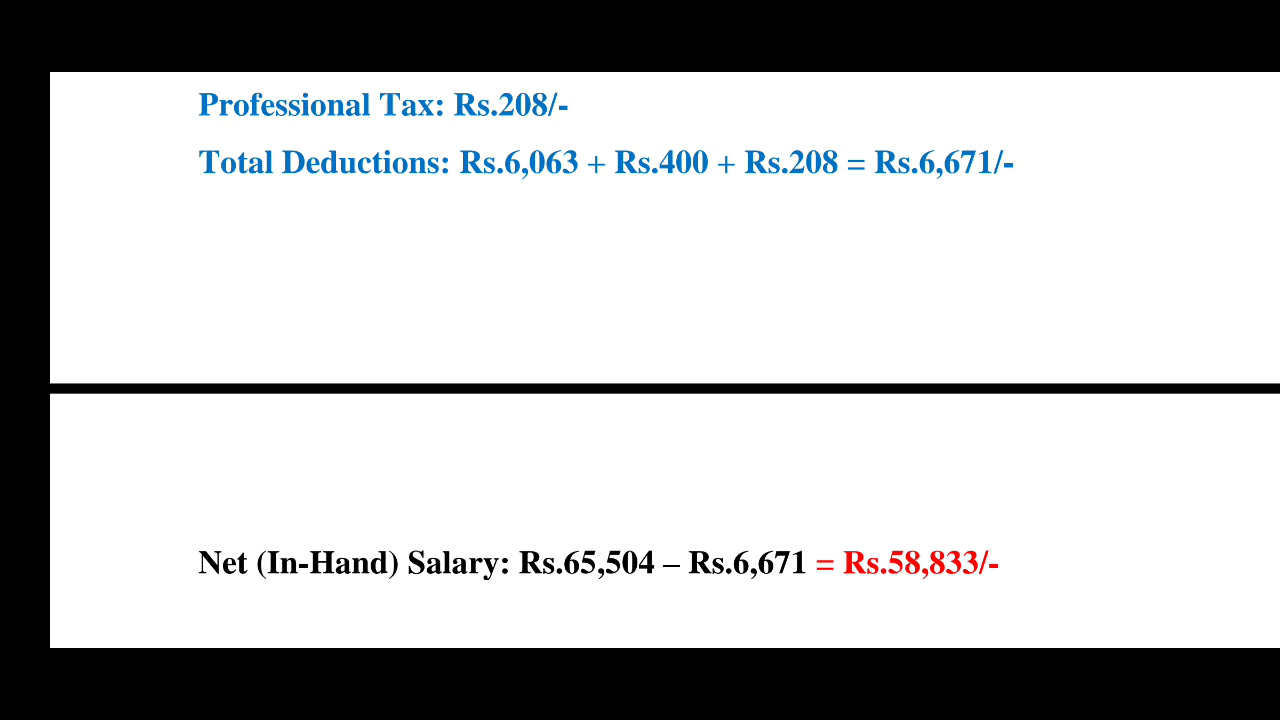 Professional Tax: Rs.208/-
Total Deductions: Rs.6,063 + Rs.400 + Rs.208 = Rs.6,671/-
Net (In-Hand) Salary: Rs.65,504 – Rs.6,671 = Rs.58,833/-